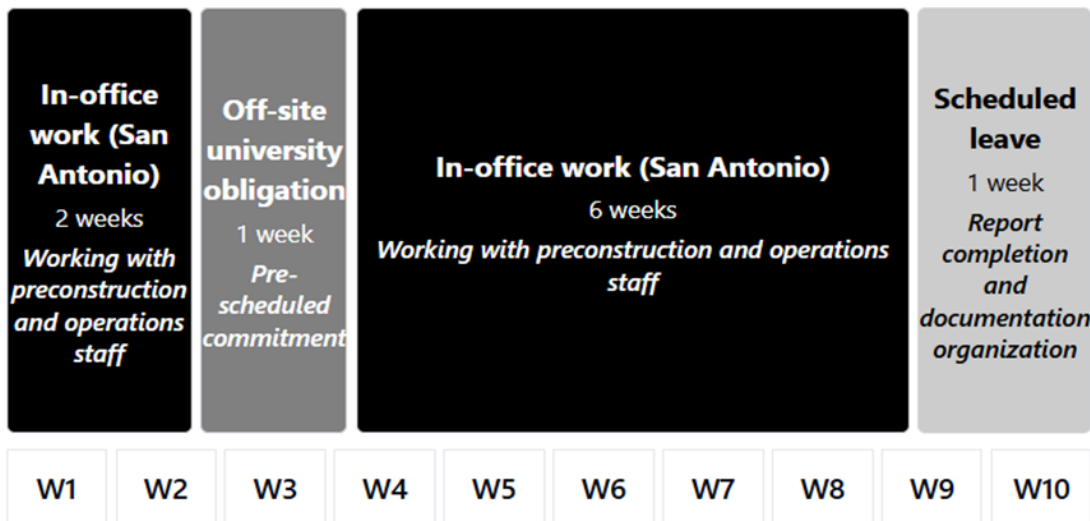 In-office
work (San
Antonio)
2 weeks
Working with
preconstruction
and operations
staff
Off-site
university
obligation
1 week
Pre-
scheduled
commitment
In-office work (San Antonio)
6 weeks
Working with preconstruction and operations
staff
Scheduled
leave
1 week
Report
completion
and
documentation
organization
W1 W2 W3 W4 W5 W6 W7 W8 W9 W10